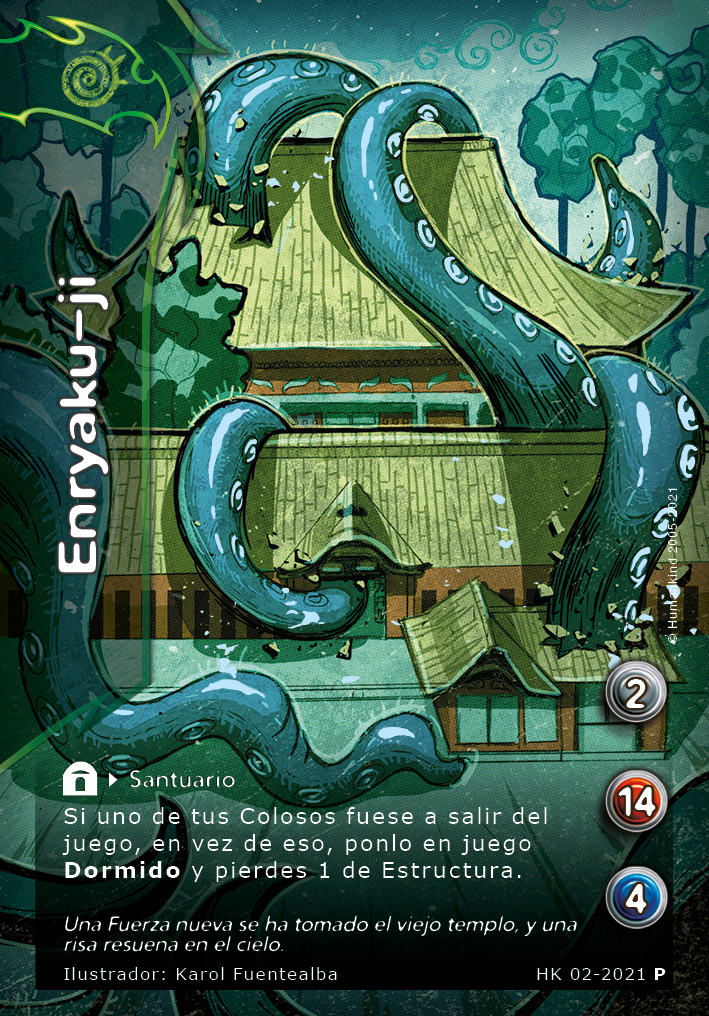 Enryaku-ji
© Humankind 2005-2021
2
14
4
Santuario
Si uno de tus Colosos fuese a salir del
juego, en vez de eso, ponlo en juego
Dormido y pierdes 1 de Estructura.
Una Fuerza nueva se ha tomado el viejo templo, y una
risa resuena en el cielo.
Ilustrador: Karol Fuentealba
HK 02-2021 P